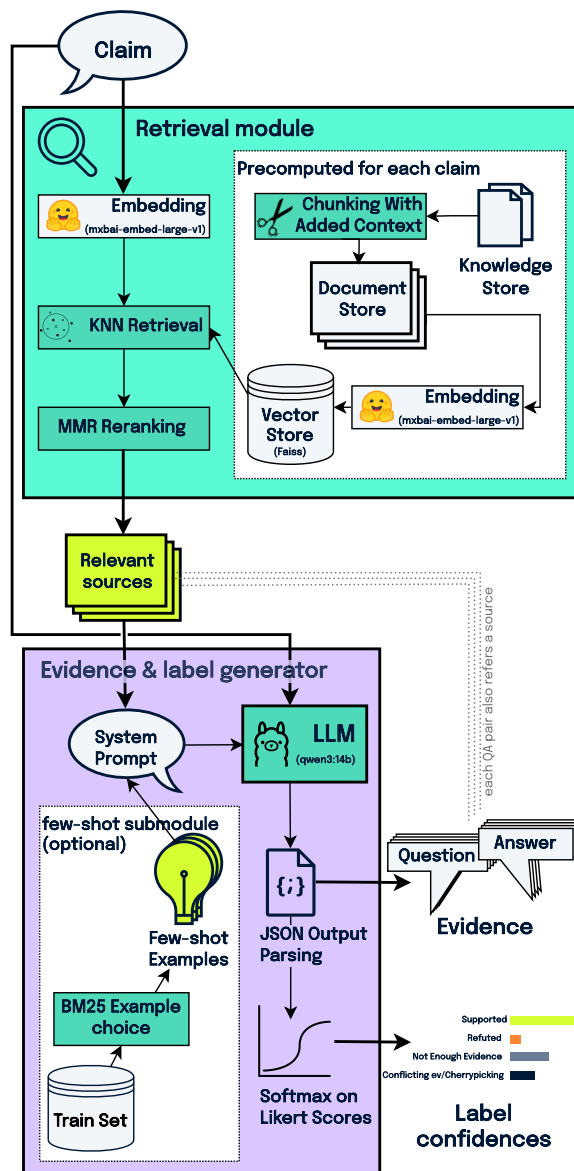 Claim
Retrieval module
Precomputed for each claim
Embedding
(mxbai-embed-large-v1)
Chunking With
Added Context
Knowledge
Store
Document
Store
KNN Retrieval
Embedding
(mxbai-embed-large-v1)
Vector
Store
(Faiss)
MMR Reranking
Relevant
sources
each QA pair also refers a source
Evidence & label generator
System
Prompt
LLM
(qwen3:14b)
few-shot submodule
(optional)
Question
Answer
Evidence
{;}
JSON Output
Parsing
Few-shot
Examples
BM25 Example
choice
Train Set
Softmax on
Likert Scores
Supported
Refuted
Not Enough Evidence
Conflicting ev/Cherrypicking
Label
confidences